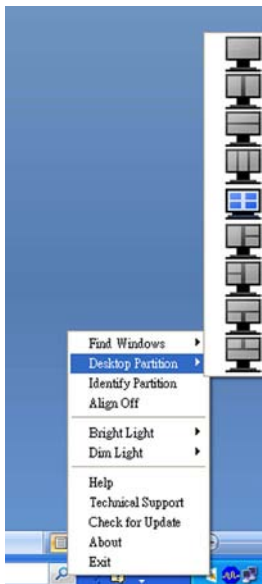 Find Windows
Desktop Partition
Identify Partition
Align Off
Bright Light
Dim Light
Help
Technical Support
Check for Update
About
Exit